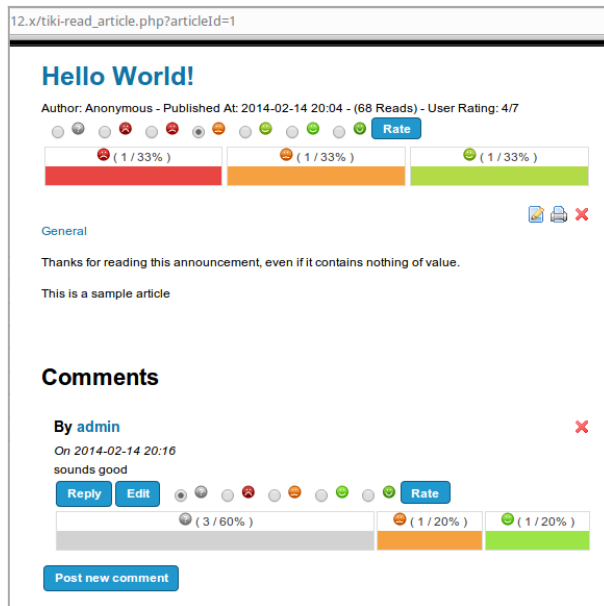 12.x/tiki-read_article.php?articleId=1
Hello World!
Author: Anonymous - Published At: 2014-02-14 20:04 - (68 Reads) - User Rating: 4/7
Rate
( 1 / 33% ) ( 1 / 33% ) ( 1 / 33% )
General
Thanks for reading this announcement, even if it contains nothing of value.
This is a sample article
Comments
By admin
On 2014-02-14 20:16
sounds good
Reply Edit Rate
( 3 / 60% ) ( 1 / 20% ) ( 1 / 20% )
Post new comment